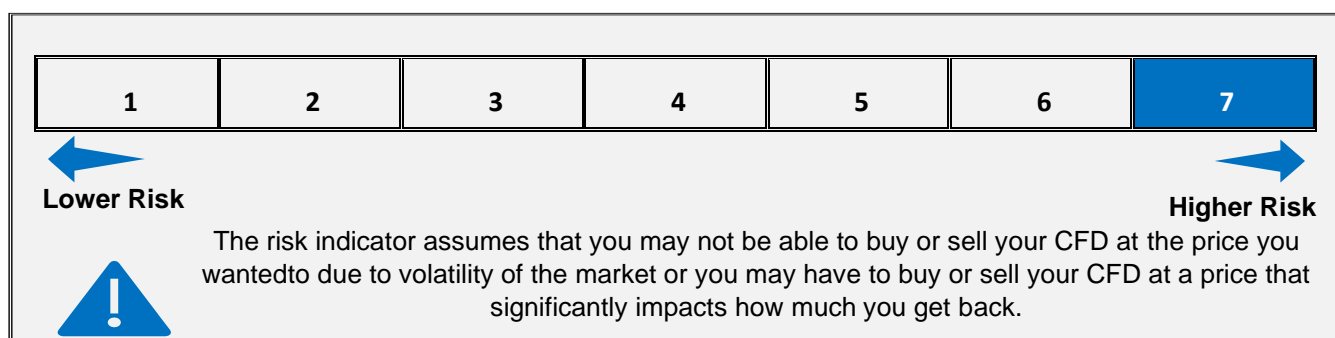 1 2 3 4 5 6 7
Lower Risk
Higher Risk
The risk indicator assumes that you may not be able to buy or sell your CFD at the price you
wantedto due to volatility of the market or you may have to buy or sell your CFD at a price that
significantly impacts how much you get back.